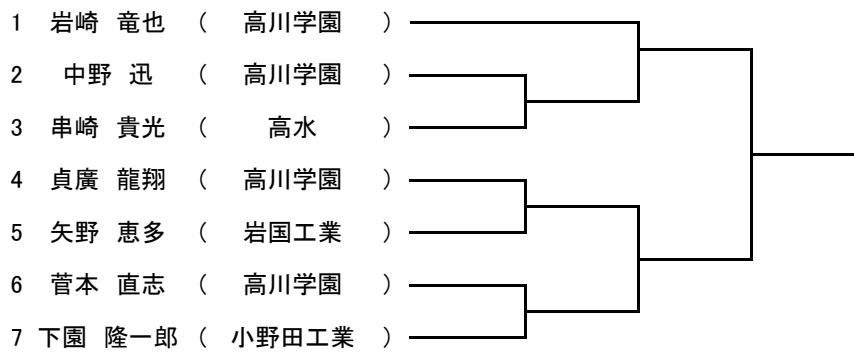 1 岩崎 竜也 ( 高川学園 )
2 中野 迅 ( 高川学園 )
3 串崎 貴光 ( 高水 )
4 貞廣 龍翔 ( 高川学園 )
5 矢野 恵多 ( 岩国工業 )
6 菅本 直志 ( 高川学園 )
7 下園 隆一郎 ( 小野田工業 )